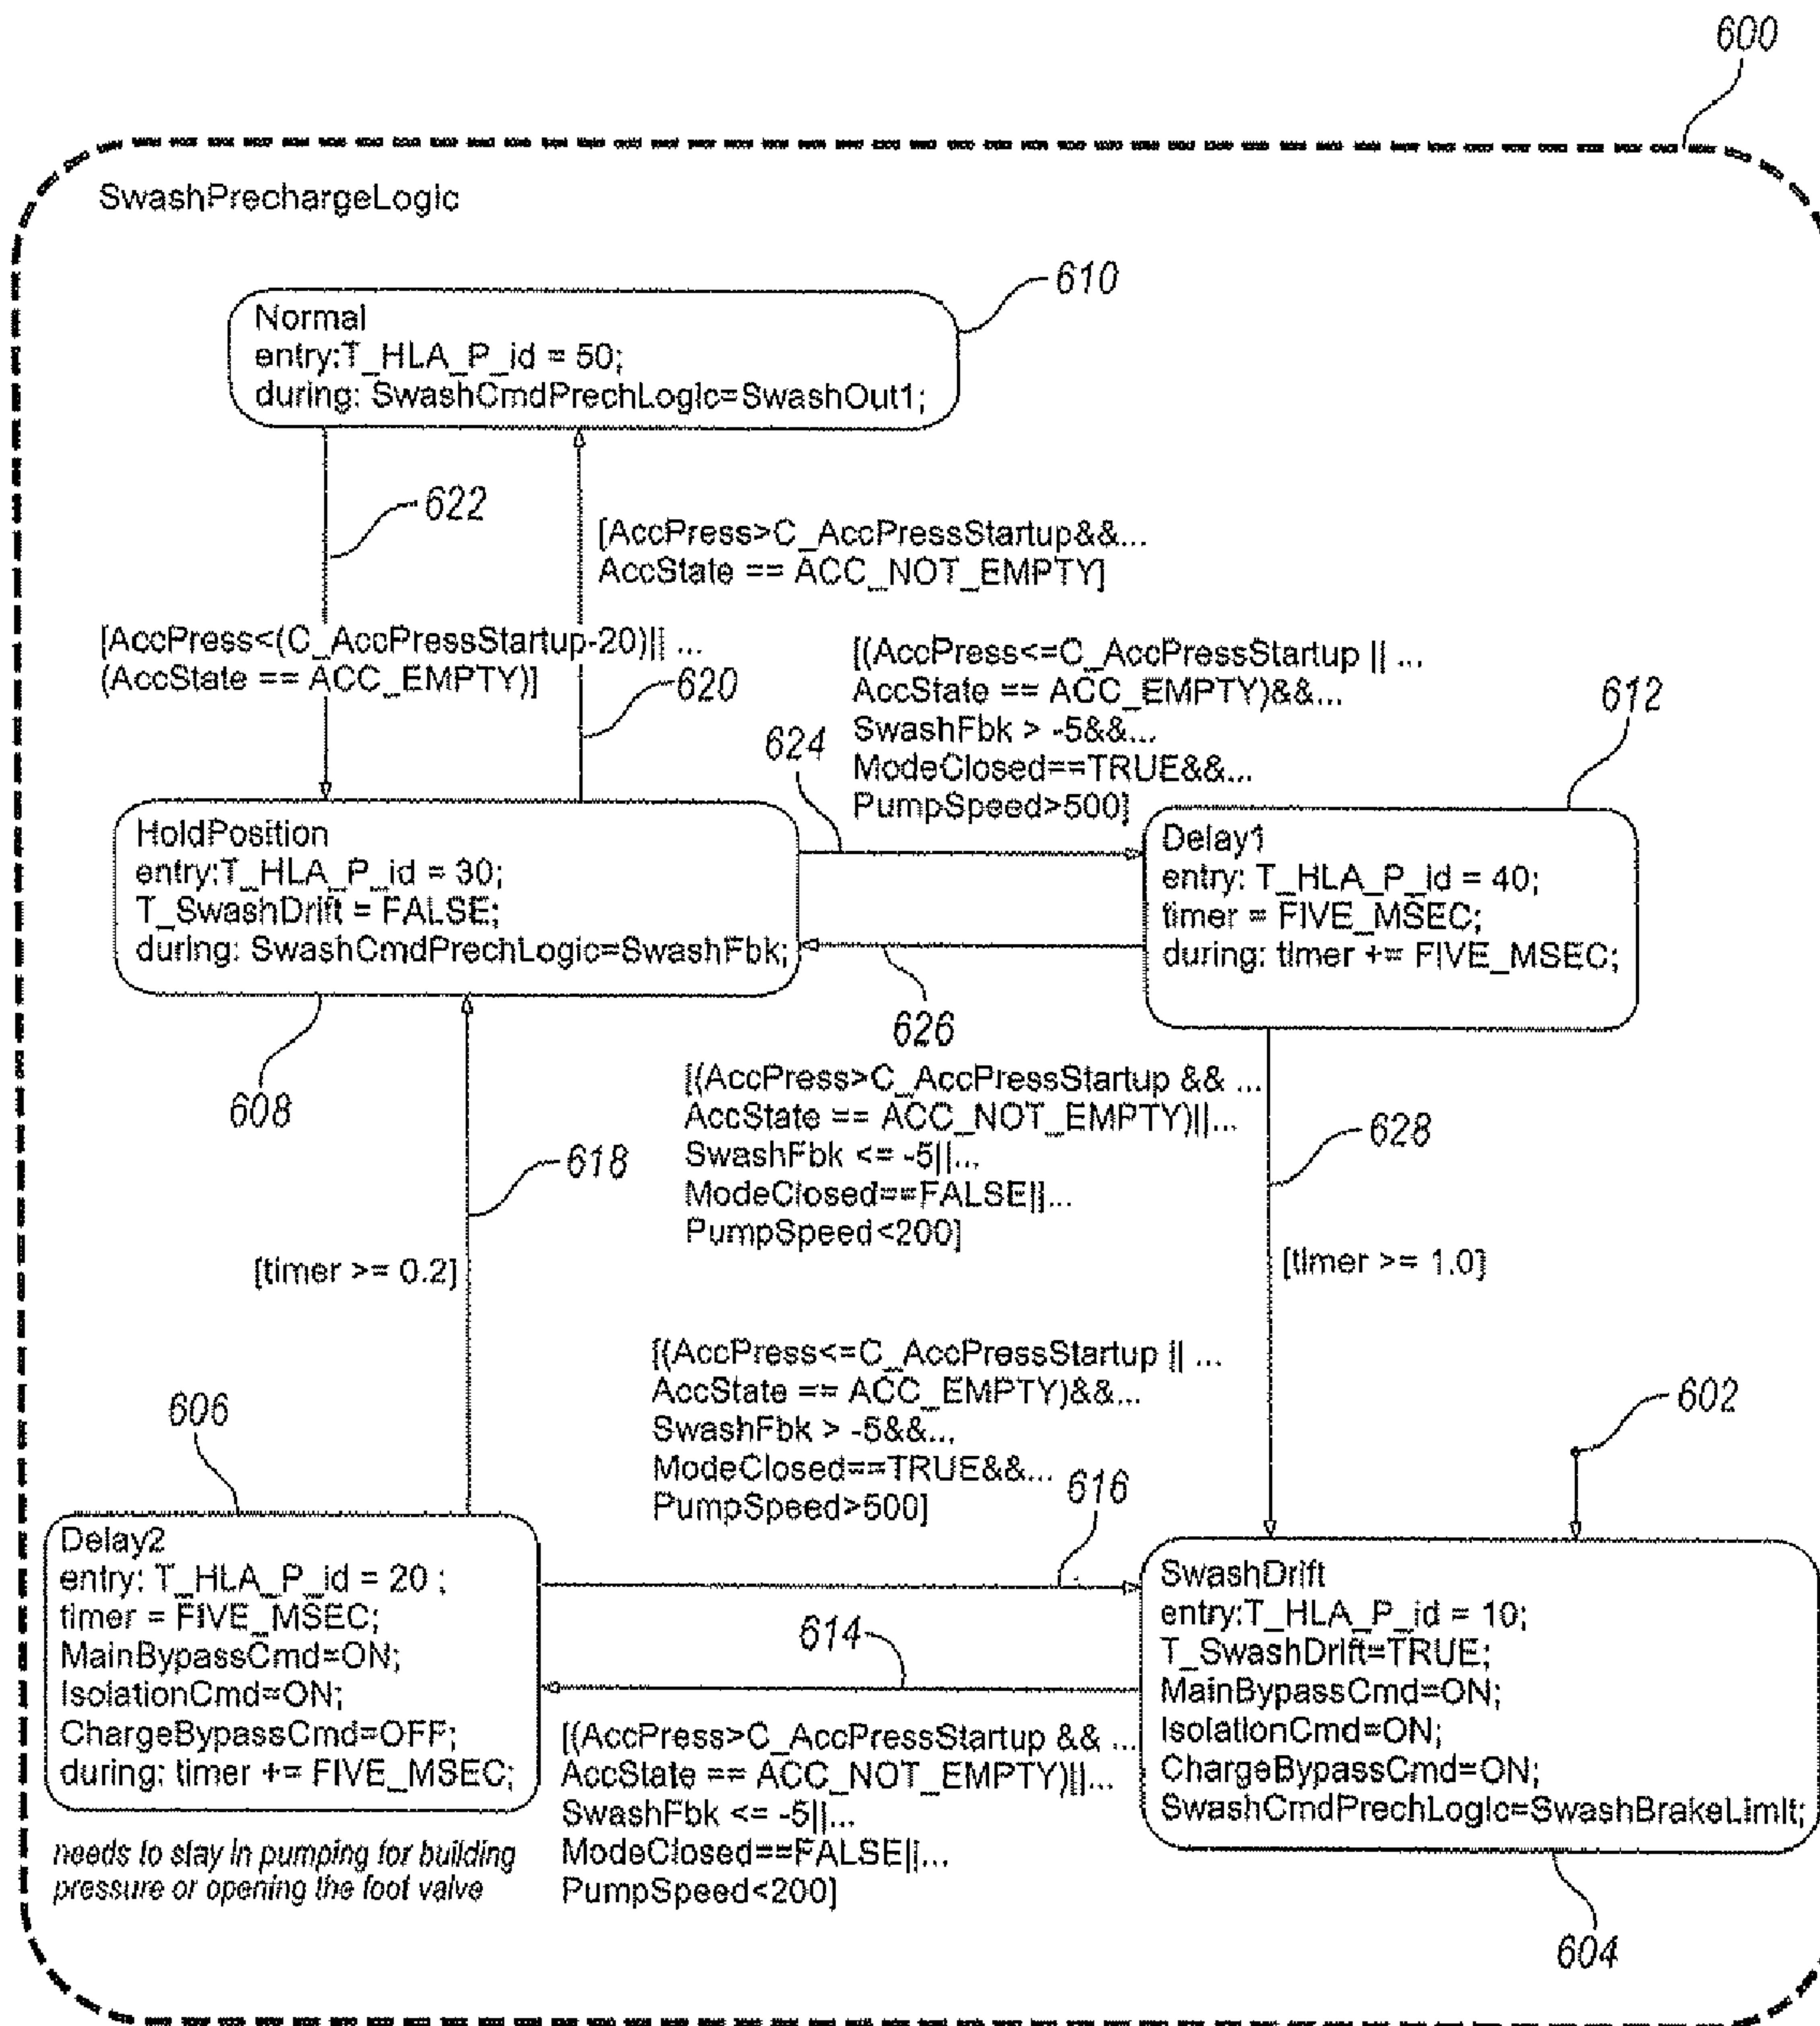 600
SwashPrechargeLogic
610
Normal
entry:T_HLA_P_id = 50;
during: SwashCmdPrechLogic=SwashOut1;
622
[AccPress>C_AccPressStartup&&...
AccState == ACC_NOT_EMPTY]
[AccPress<(C_AccPressStartup-20)|| ...
(AccState == ACC_EMPTY)]
620
[(AccPress<=C_AccPressStartup || ...
AccState == ACC_EMPTY)&&...
SwashFbk > -5&&...
ModeClosed==TRUE&&...
PumpSpeed>500]
624
612
HoldPosition
entry:T_HLA_P_id = 30;
T_SwashDrift = FALSE;
during: SwashCmdPrechLogic=SwashFbk;
Delay1
entry: T_HLA_P_id = 40;
timer = FIVE_MSEC;
during: timer += FIVE_MSEC;
626
608
[(AccPress>C_AccPressStartup && ...
AccState == ACC_NOT_EMPTY)||...
SwashFbk <= -5||...
ModeClosed==FALSE||...
PumpSpeed<200]
618
628
[timer >= 0.2]
[timer >= 1.0]
[(AccPress<=C_AccPressStartup || ...
AccState == ACC_EMPTY)&&...
SwashFbk > -5&&...
ModeClosed==TRUE&&...
PumpSpeed>500]
606
602
616
Delay2
entry: T_HLA_P_id = 20 ;
timer = FIVE_MSEC;
MainBypassCmd=ON;
IsolationCmd=ON;
ChargeBypassCmd=OFF;
during: timer += FIVE_MSEC;
614
SwashDrift
entry:T_HLA_P_id = 10;
T_SwashDrift=TRUE;
MainBypassCmd=ON;
IsolationCmd=ON;
ChargeBypassCmd=ON;
SwashCmdPrechLogic=SwashBrakeLimit;
[(AccPress>C_AccPressStartup && ...
AccState == ACC_NOT_EMPTY)||...
SwashFbk <= -5||...
ModeClosed==FALSE||...
PumpSpeed<200]
needs to stay in pumping for building
pressure or opening the foot valve
604